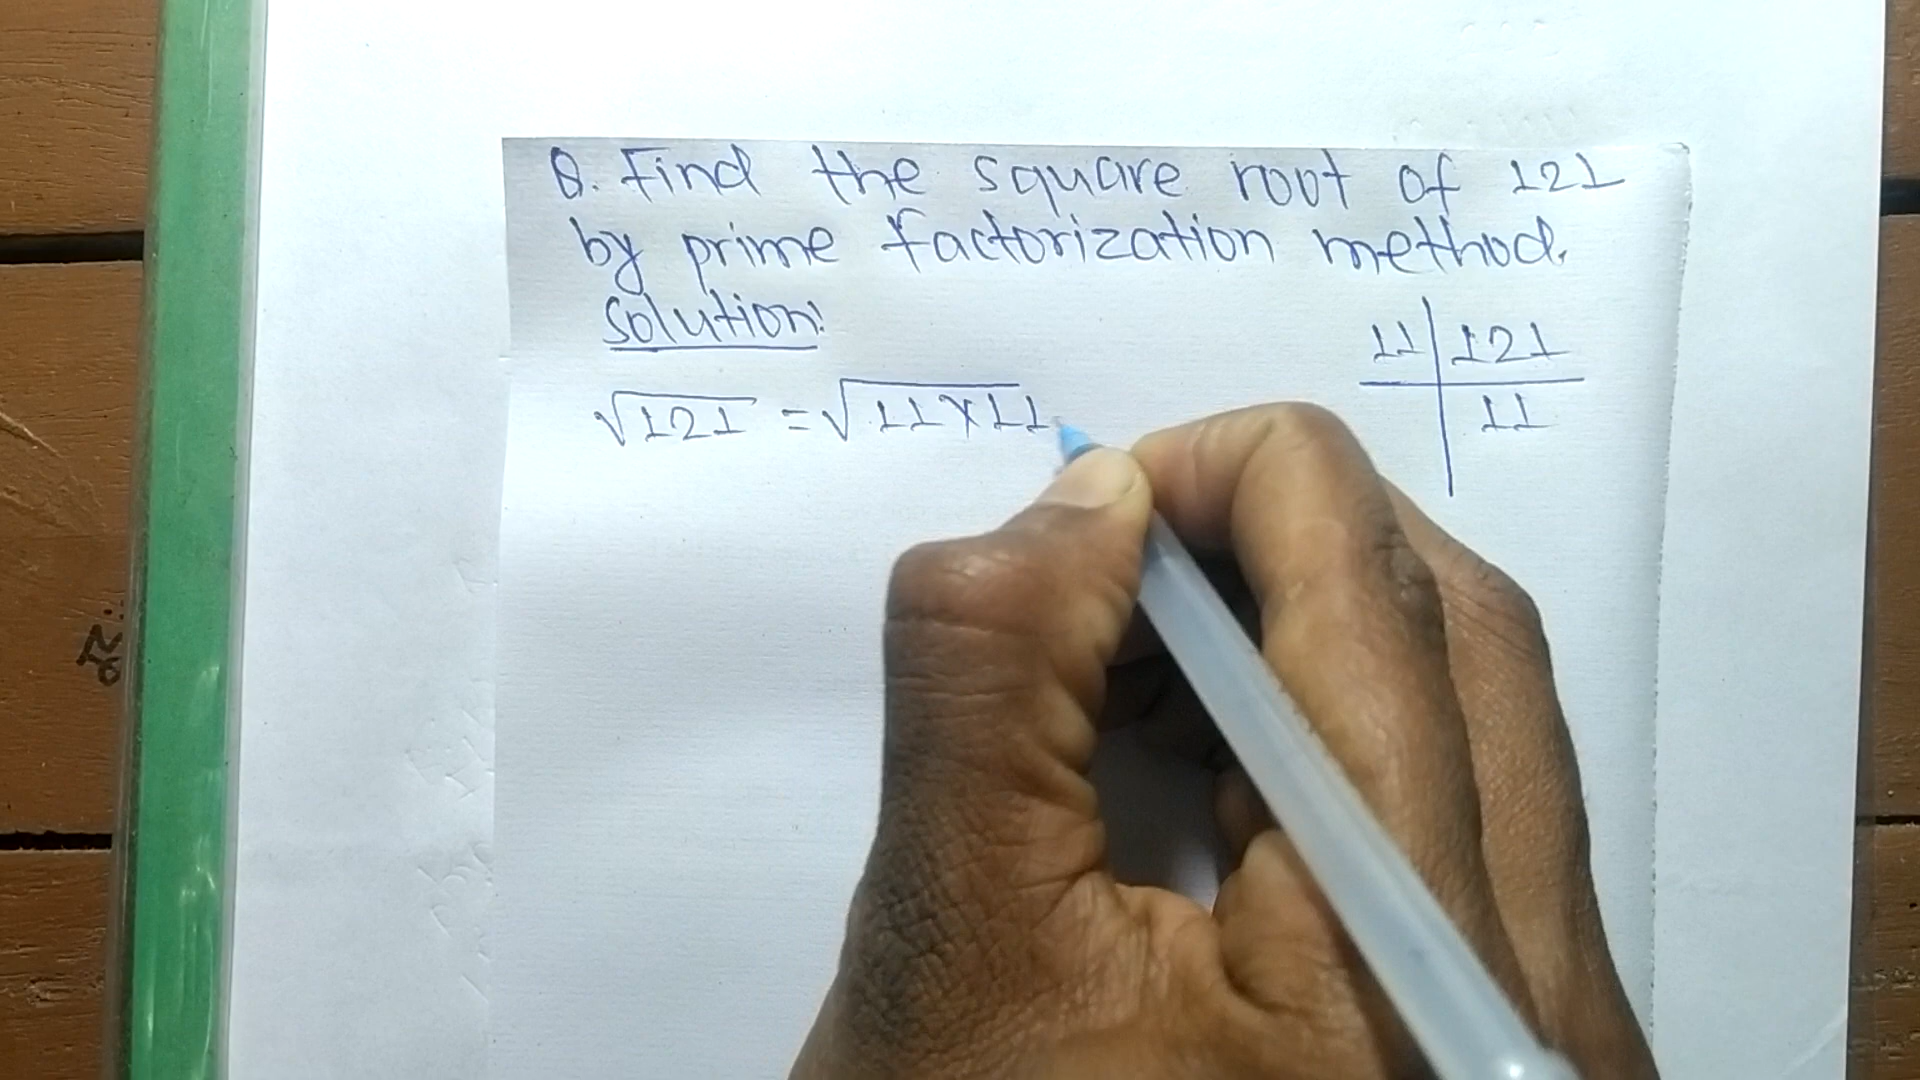 Q. Find the square root of 121
by prime factorization method.
Solution:
11 | 121
11
√121 = √11×11